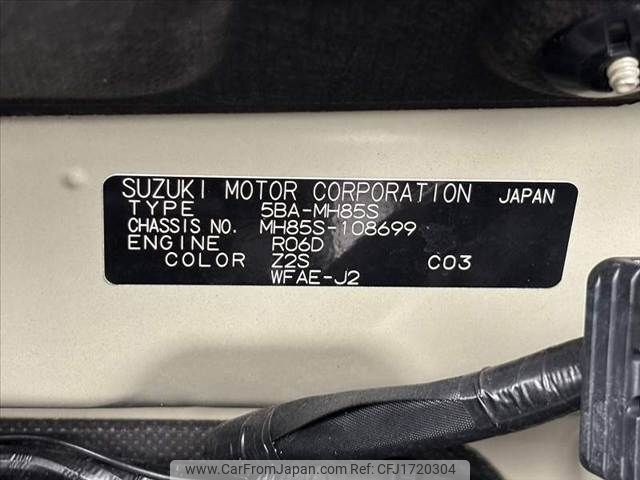 SUZUKI MOTOR CORPORATION JAPAN
TYPE 5BA-MH85S
CHASSIS NO. MH85S-108699
ENGINE R06D
COLOR Z2S C03
WFAE-J2
www.CarFromJapan.com CFJ1720304